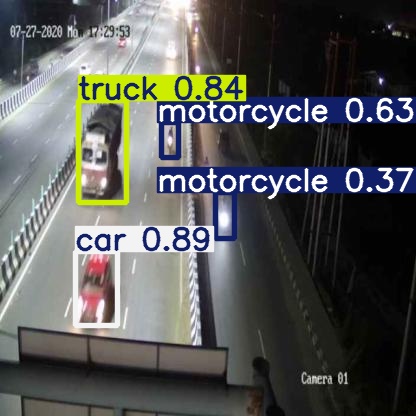 07-27-2020 Mo. 17:29:53
truck 0.84
motorcycle 0.63
motorcycle 0.37
car 0.89
Camera 01